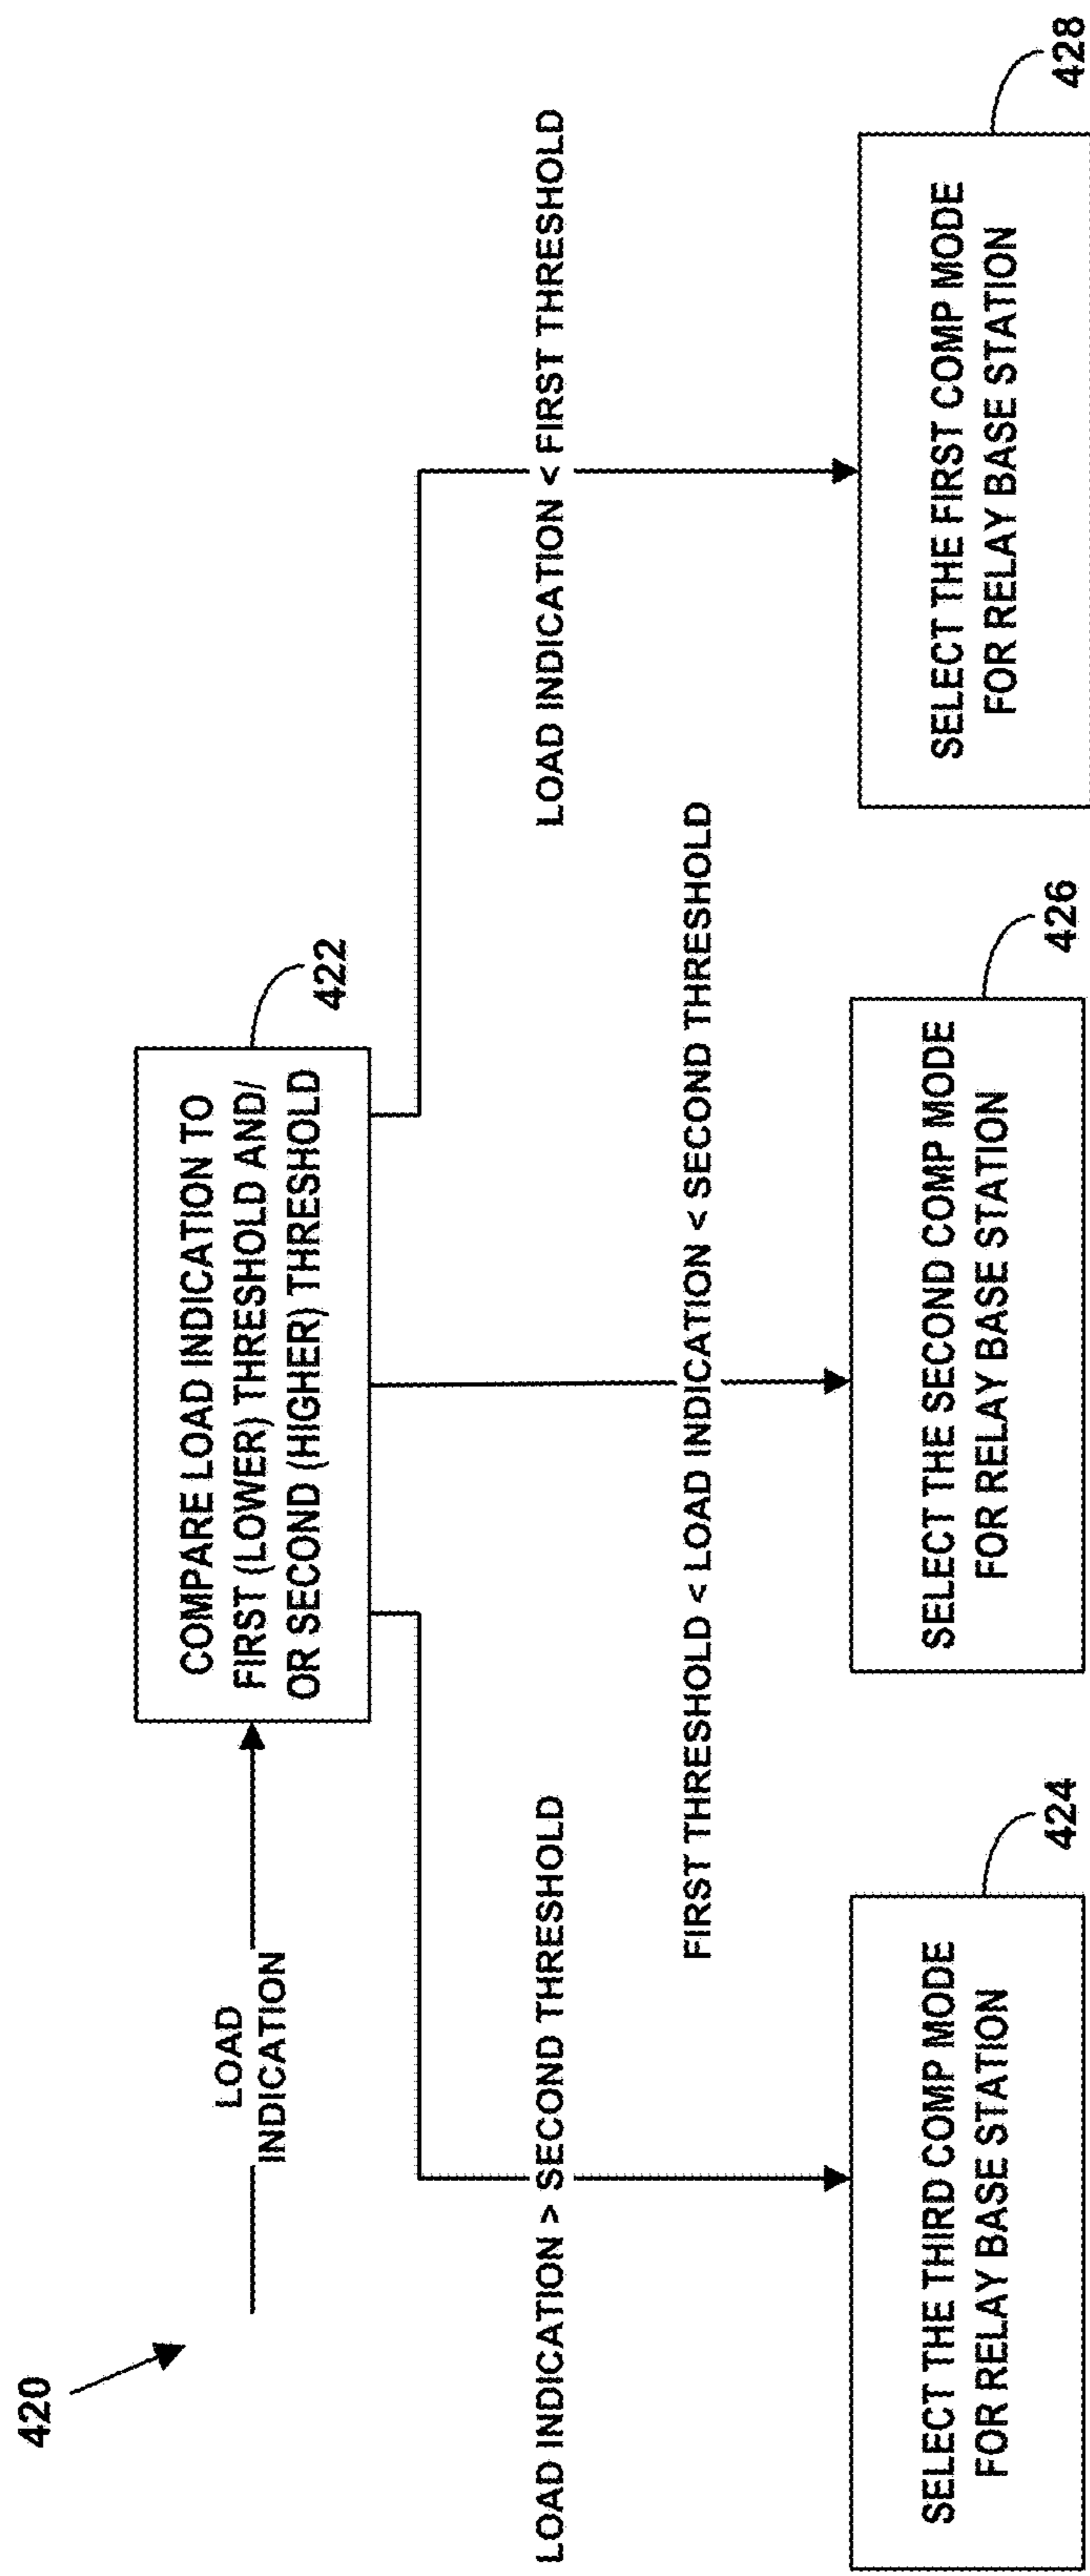 420
LOAD
INDICATION
COMPARE LOAD INDICATION TO
FIRST (LOWER) THRESHOLD AND/
OR SECOND (HIGHER) THRESHOLD
422
LOAD INDICATION > SECOND THRESHOLD
LOAD INDICATION < FIRST THRESHOLD
FIRST THRESHOLD < LOAD INDICATION < SECOND THRESHOLD
SELECT THE THIRD COMP MODE
FOR RELAY BASE STATION
424
SELECT THE SECOND COMP MODE
FOR RELAY BASE STATION
426
SELECT THE FIRST COMP MODE
FOR RELAY BASE STATION
428